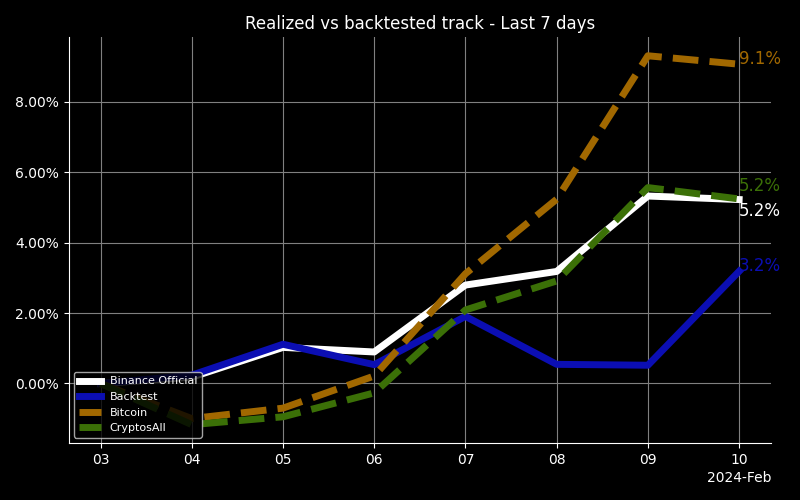 Realized vs backtested track - Last 7 days
9.1%
8.00%
6.00%
5.2%
5.2%
4.00%
3.2%
2.00%
0.00%
Binance Official
Backtest
Bitcoin
CryptosAll
03 04 05 06 07 08 09 10
2024-Feb